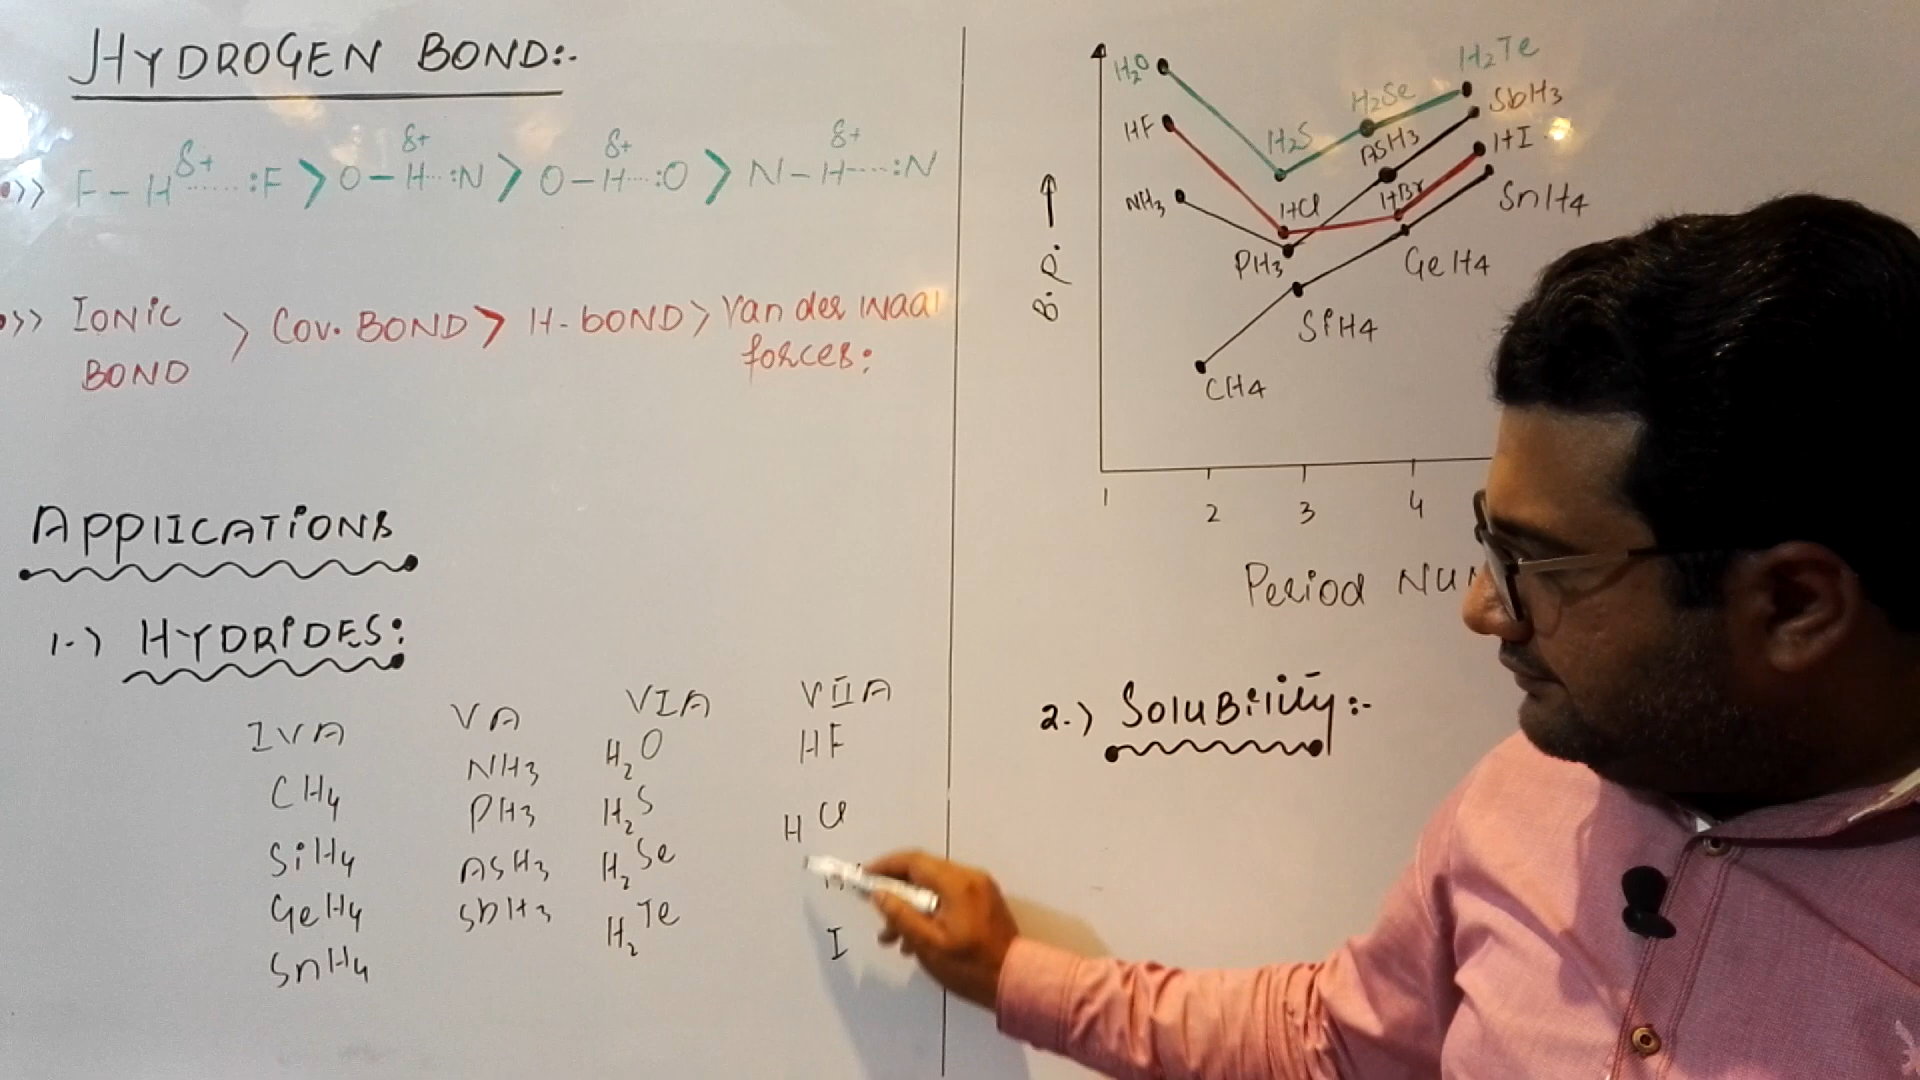 HYDROGEN BOND:-
>> F-H δ+ ......:F > O-H δ+ ...:N > O-H δ+ ...:O > N-H δ+ ....:N
>> IONIC BOND > Cov. BOND > H-bOND > Van der waal forces:
APPlICATIONS
1.) HYDRIDES:
IVA VA VIA VIIA
CH4 NH3 H2O HF
SiH4 PH3 H2S HCl
GeH4 ASH3 H2Se
SnH4 SbH3 H2Te I
B.p. →
H2O H2S H2Se H2Te
HF HCl HBr HI
NH3 PH3 ASH3 SbH3
CH4 SiH4 GeH4 SnH4
1 2 3 4
Period
2.) SoluBility:-